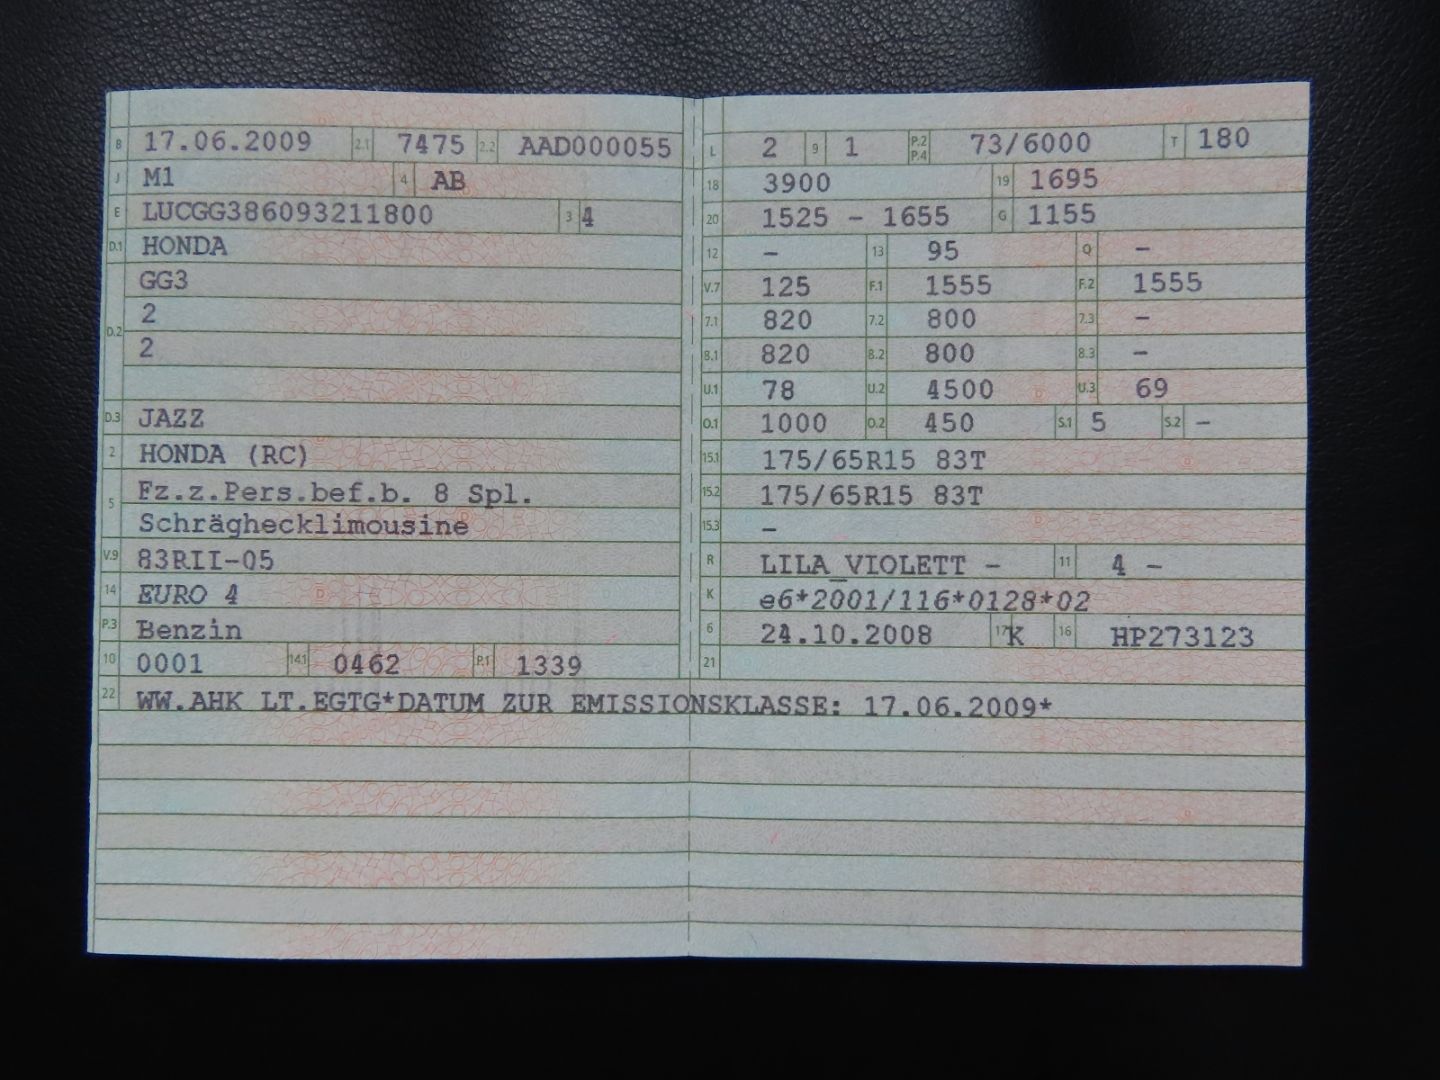 B 17.06.2009 2.1 7475 2.2 AAD000055
J M1 4 AB
E LUCGG386093211800 3 4
D.1 HONDA
GG3
D.2 2
2
D.3 JAZZ
2 HONDA (RC)
5 Fz.z.Pers.bef.b. 8 Spl.
Schräghecklimousine
V.9 83RII-05
14 EURO 4
P.3 Benzin
10 0001 14.1 0462 P.1 1339
L 2 9 1 P.2 P.4 73/6000 T 180
18 3900 19 1695
20 1525 - 1655 G 1155
12 - 13 95 Q -
V.7 125 F.1 1555 F.2 1555
7.1 820 7.2 800 7.3 -
8.1 820 8.2 800 8.3 -
U.1 78 U.2 4500 U.3 69
O.1 1000 O.2 450 S.1 5 S.2 -
15.1 175/65R15 83T
15.2 175/65R15 83T
15.3 -
R LILA_VIOLETT - 11 4 -
K e6*2001/116*0128*02
6 24.10.2008 17 K 16 HP273123
21
22 WW.AHK LT.EGTG*DATUM ZUR EMISSIONSKLASSE: 17.06.2009*